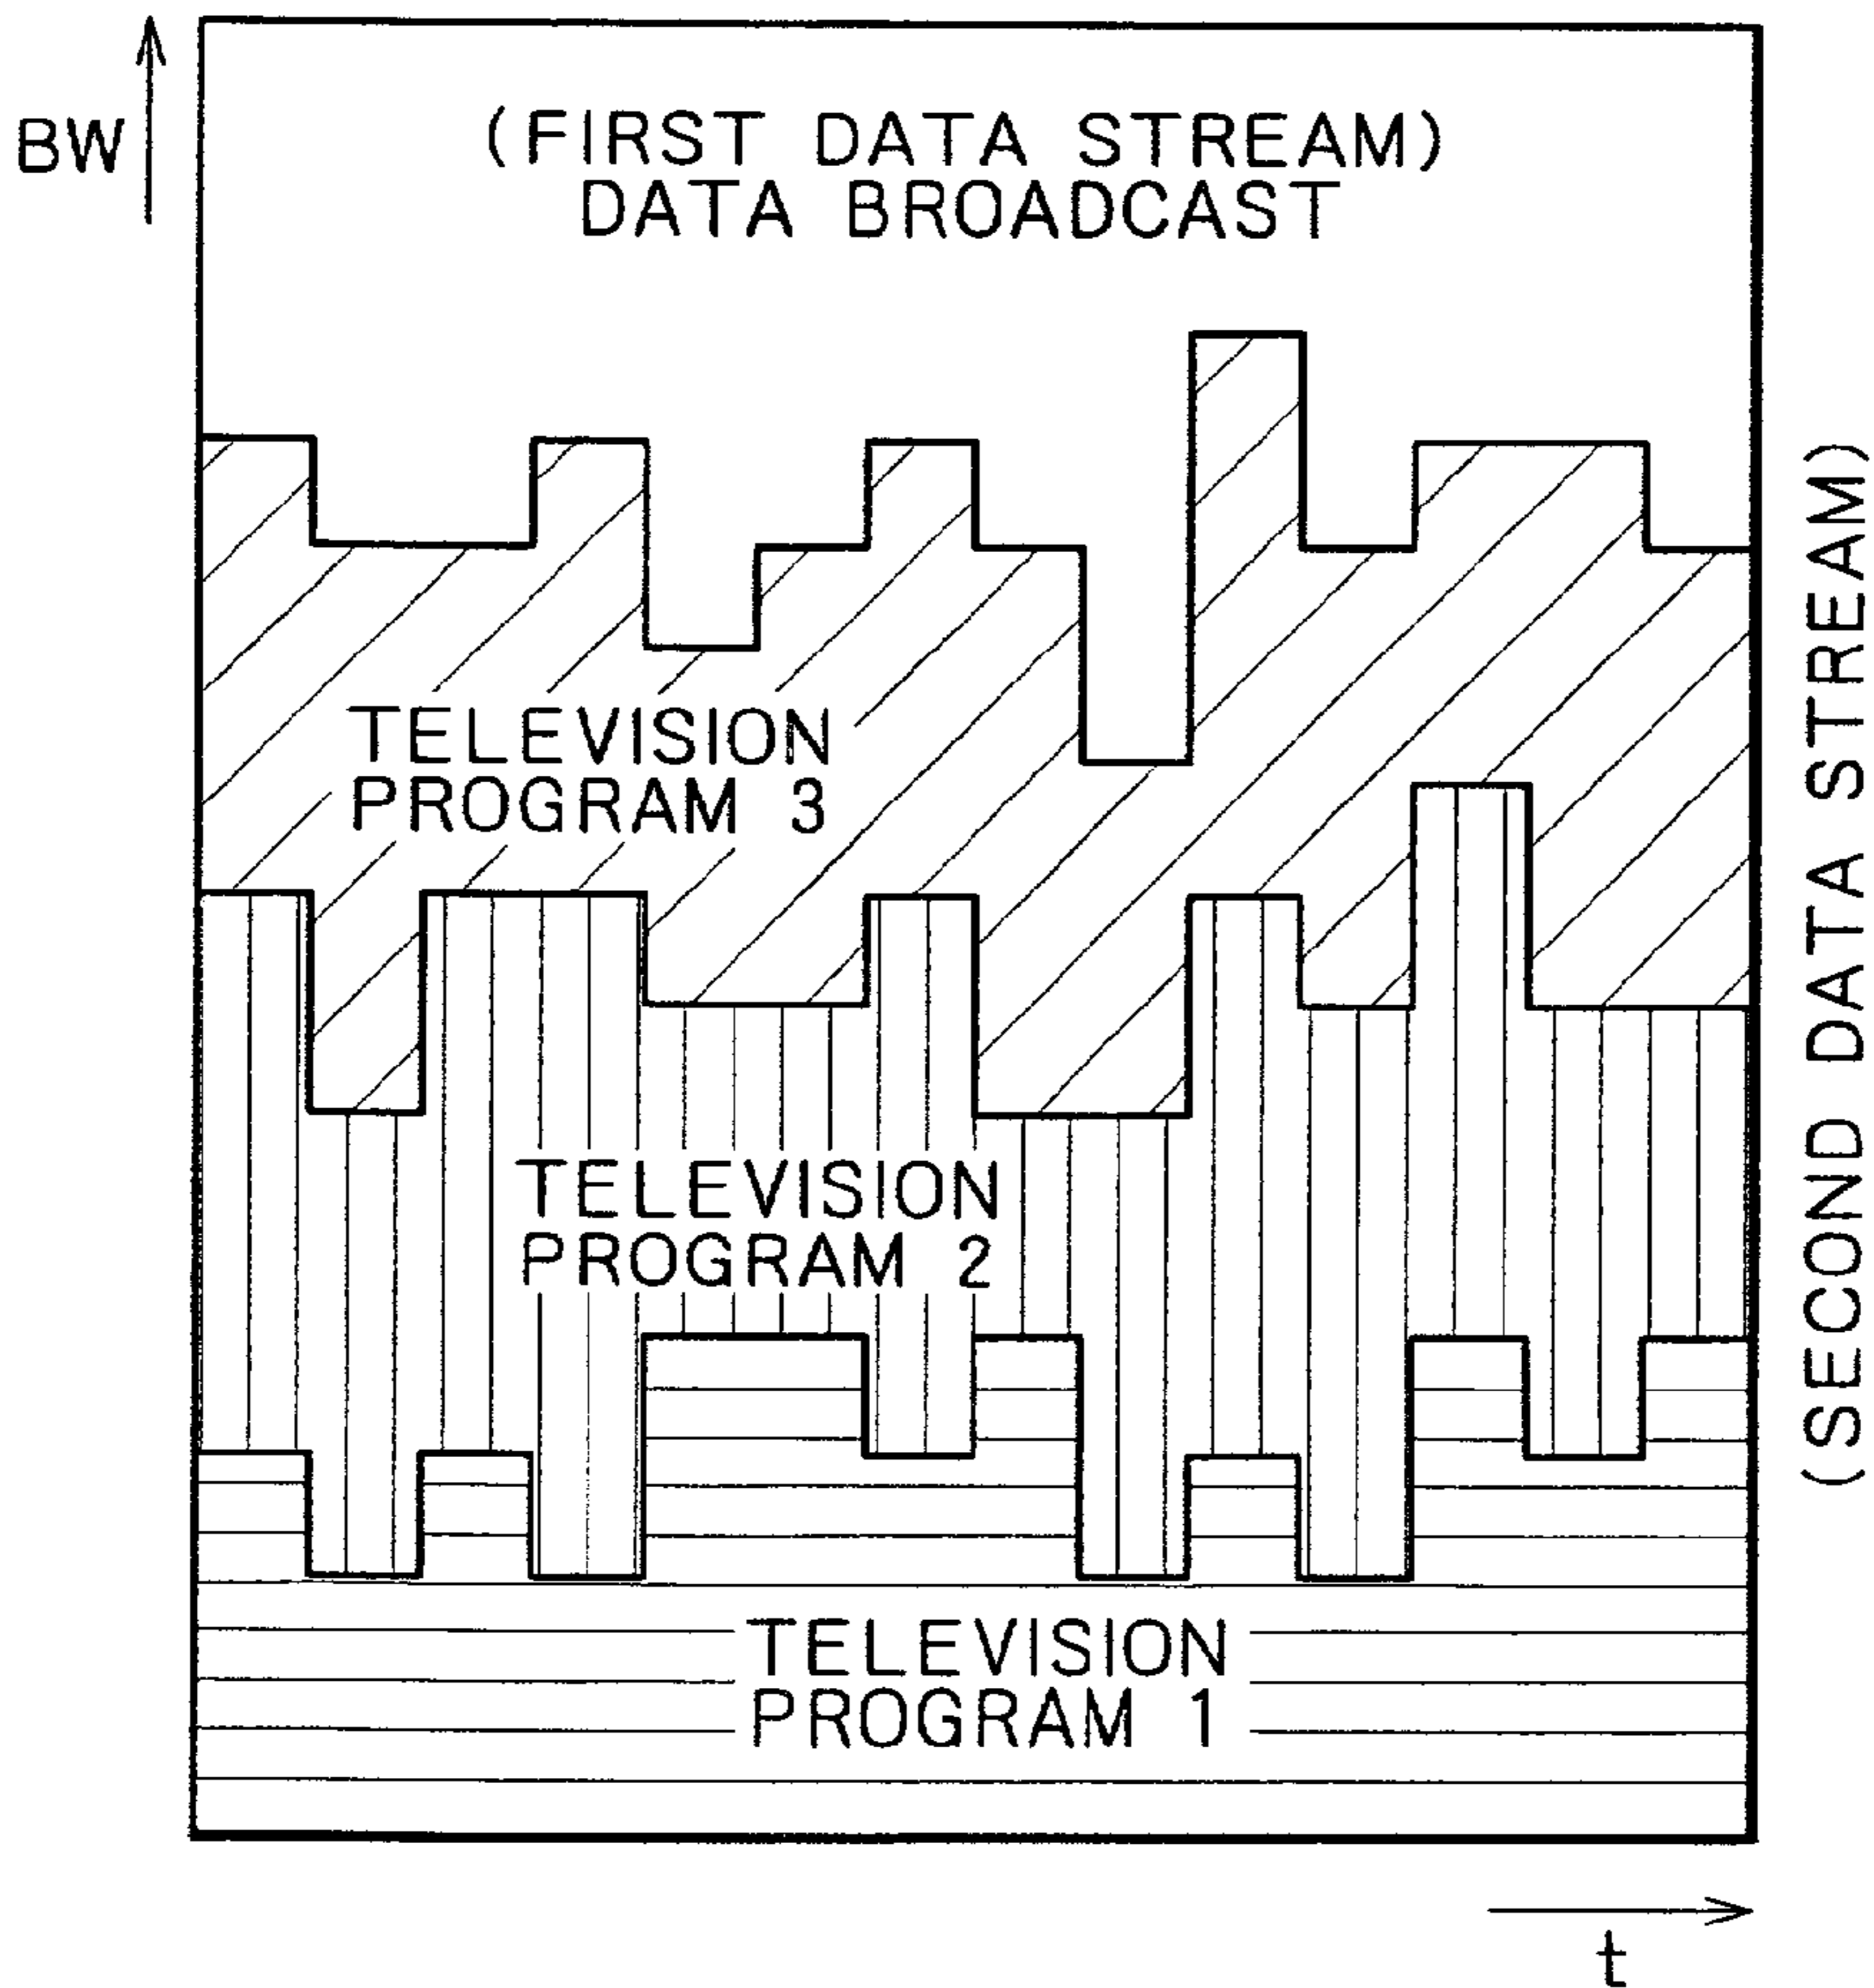 BW
(FIRST DATA STREAM)
DATA BROADCAST
TELEVISION
PROGRAM 3
TELEVISION
PROGRAM 2
TELEVISION
PROGRAM 1
(SECOND DATA STREAM)
t